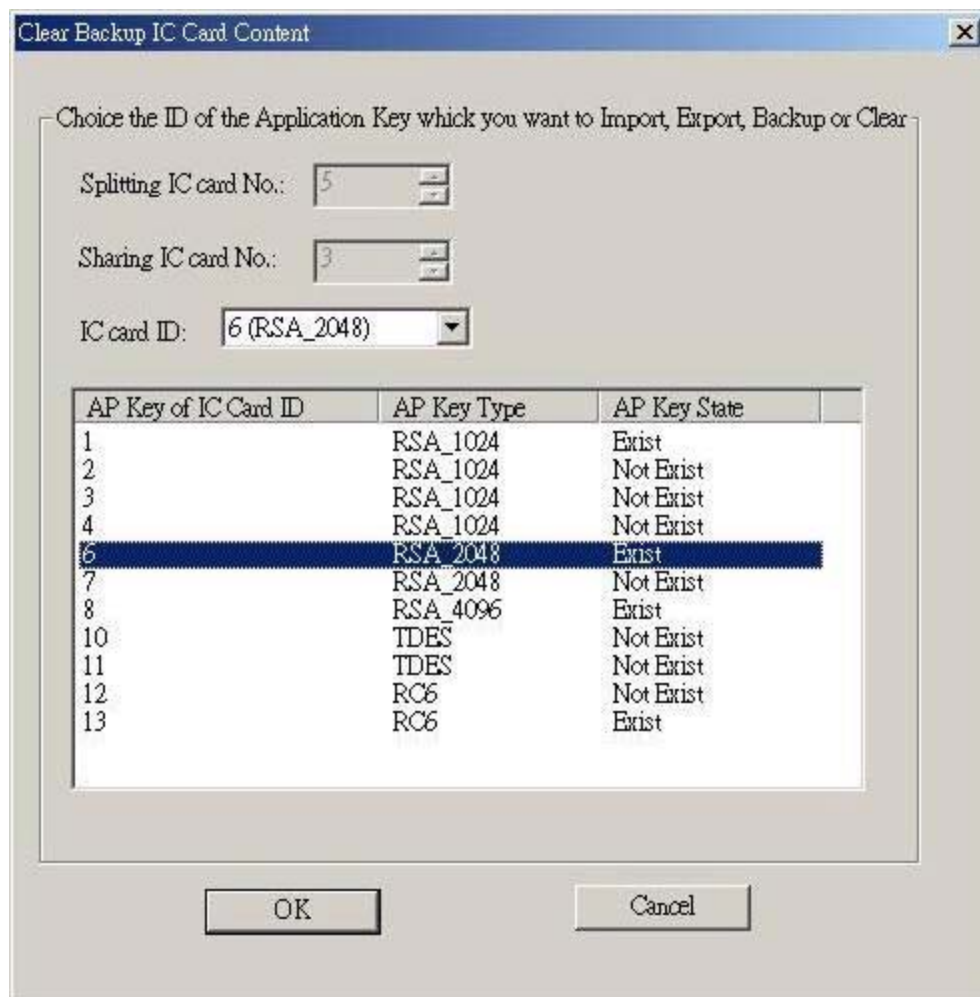 Clear Backup IC Card Content
Choice the ID of the Application Key whick you want to Import, Export, Backup or Clear
Splitting IC card No.: 5
Sharing IC card No.: 3
IC card ID: 6 (RSA_2048)
AP Key of IC Card ID AP Key Type AP Key State
1 RSA_1024 Exist
2 RSA_1024 Not Exist
3 RSA_1024 Not Exist
4 RSA_1024 Not Exist
6 RSA_2048 Exist
7 RSA_2048 Not Exist
8 RSA_4096 Exist
10 TDES Not Exist
11 TDES Not Exist
12 RC6 Not Exist
13 RC6 Exist
OK Cancel